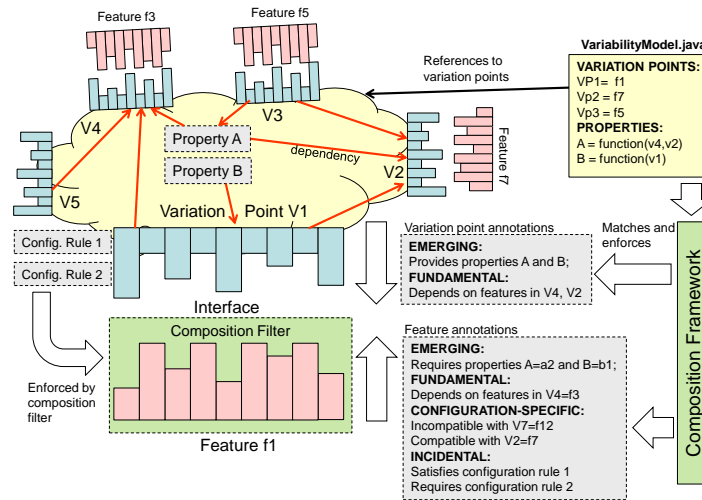 Feature f3
Feature f5
VariabilityModel.java
References to
variation points
VARIATION POINTS:
VP1= f1
Vp2 = f7
Vp3 = f5
PROPERTIES:
A = function(v4,v2)
B = function(v1)
V3
V4
Property A
dependency
Property B
V2
Feature f7
V5
Variation Point V1
Config. Rule 1
Config. Rule 2
Interface
Variation point annotations
EMERGING:
Provides properties A and B;
FUNDAMENTAL:
Depends on features in V4, V2
Matches and
enforces
Composition Framework
Composition Filter
Enforced by
composition
filter
Feature f1
Feature annotations
EMERGING:
Requires properties A=a2 and B=b1;
FUNDAMENTAL:
Depends on features in V4=f3
CONFIGURATION-SPECIFIC:
Incompatible with V7=f12
Compatible with V2=f7
INCIDENTAL:
Satisfies configuration rule 1
Requires configuration rule 2